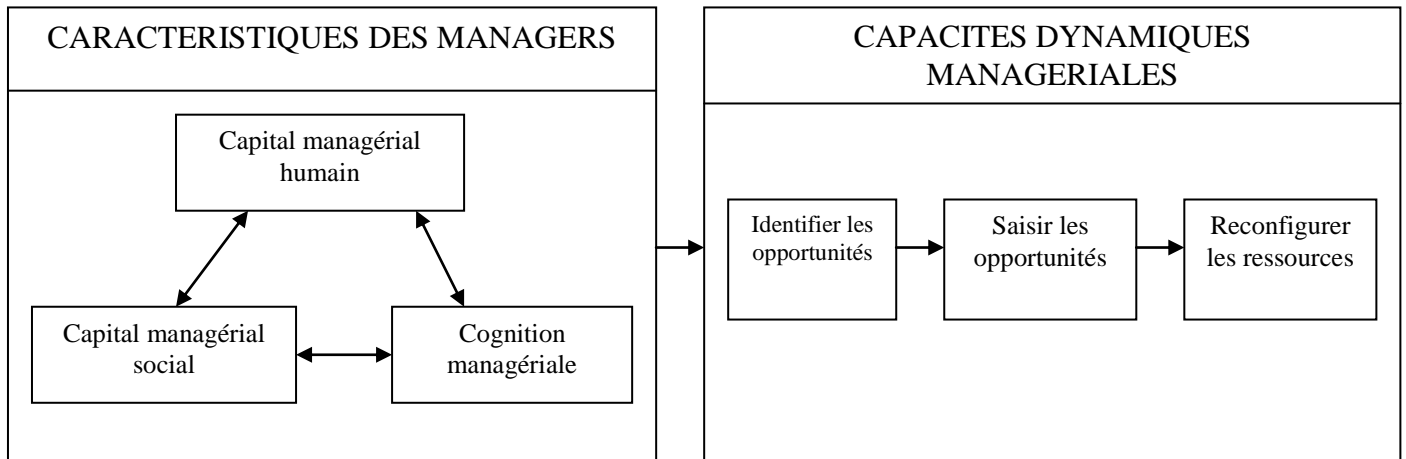 CARACTERISTIQUES DES MANAGERS
Capital managérial
humain
Capital managérial
social
Cognition
managériale
CAPACITES DYNAMIQUES
MANAGERIALES
Identifier les
opportunités
Saisir les
opportunités
Reconfigurer
les ressources